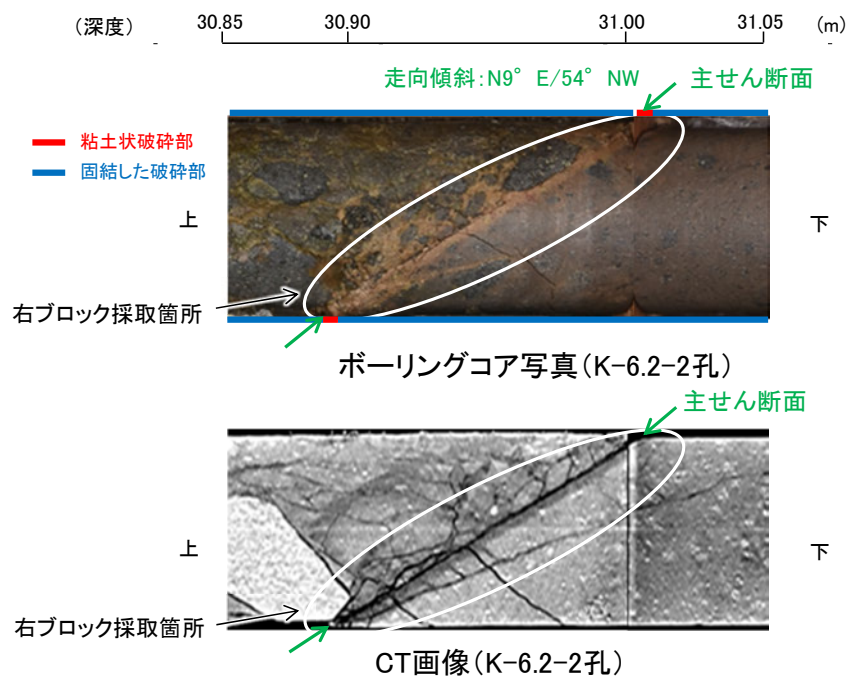 （深度） 30.85 30.90 31.00 31.05 (m)
走向傾斜：N9° E/54° NW 主せん断面
粘土状破砕部
固結した破砕部
上 下
右ブロック採取箇所
ボーリングコア写真（K-6.2-2孔）
主せん断面
上 下
右ブロック採取箇所
CT画像（K-6.2-2孔）